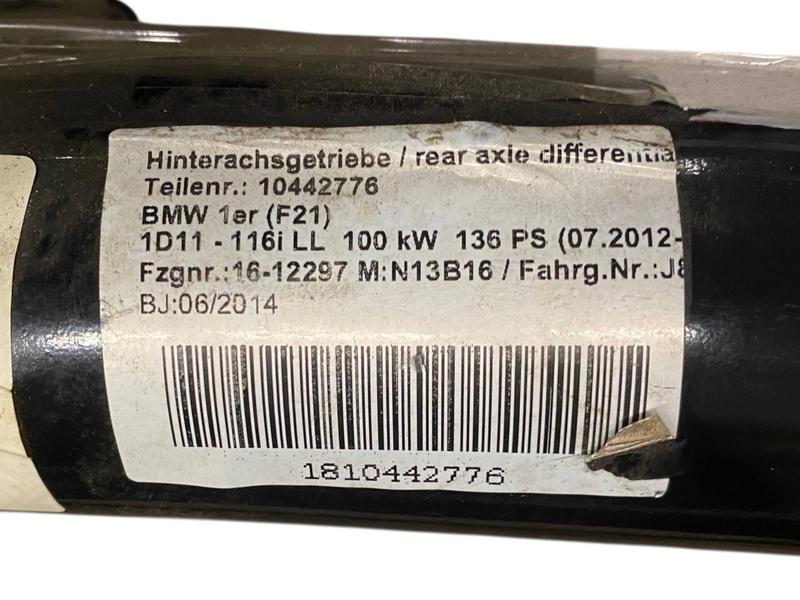 Hinterachsgetriebe / rear axle differentia
Teilenr.: 10442776
BMW 1er (F21)
1D11 - 116i LL 100 kW 136 PS (07.2012-
Fzgnr.:16-12297 M:N13B16 / Fahrg.Nr.:J8
BJ:06/2014
1810442776